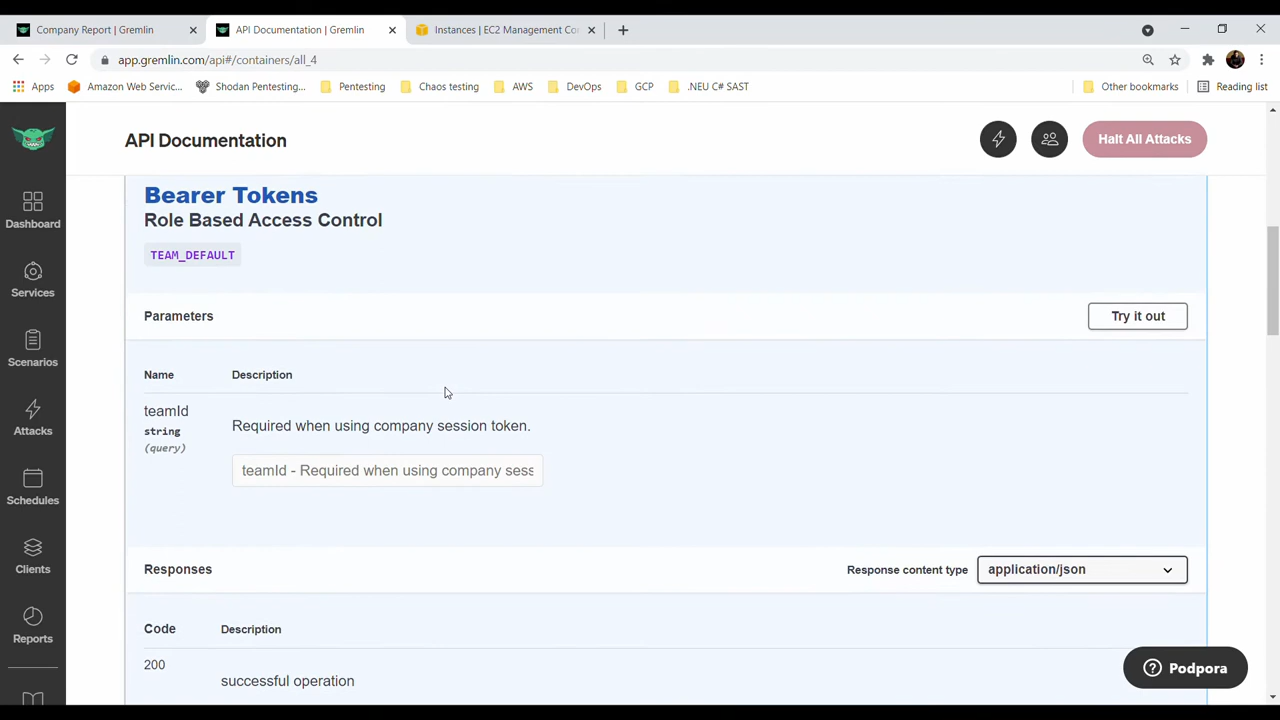 Company Report | Gremlin
API Documentation | Gremlin
Instances | EC2 Management Co
app.gremlin.com/api#/containers/all_4
Apps
Amazon Web Servic...
Shodan Pentesting...
Pentesting
Chaos testing
AWS
DevOps
GCP
.NEU C# SAST
Other bookmarks
Reading list
API Documentation
Halt All Attacks
Dashboard
Services
Scenarios
Attacks
Schedules
Clients
Reports
Bearer Tokens
Role Based Access Control
TEAM_DEFAULT
Parameters
Try it out
Name
Description
teamId
string
(query)
Required when using company session token.
teamId - Required when using company sess
Responses
Response content type
application/json
Code
Description
200
successful operation
Podpora